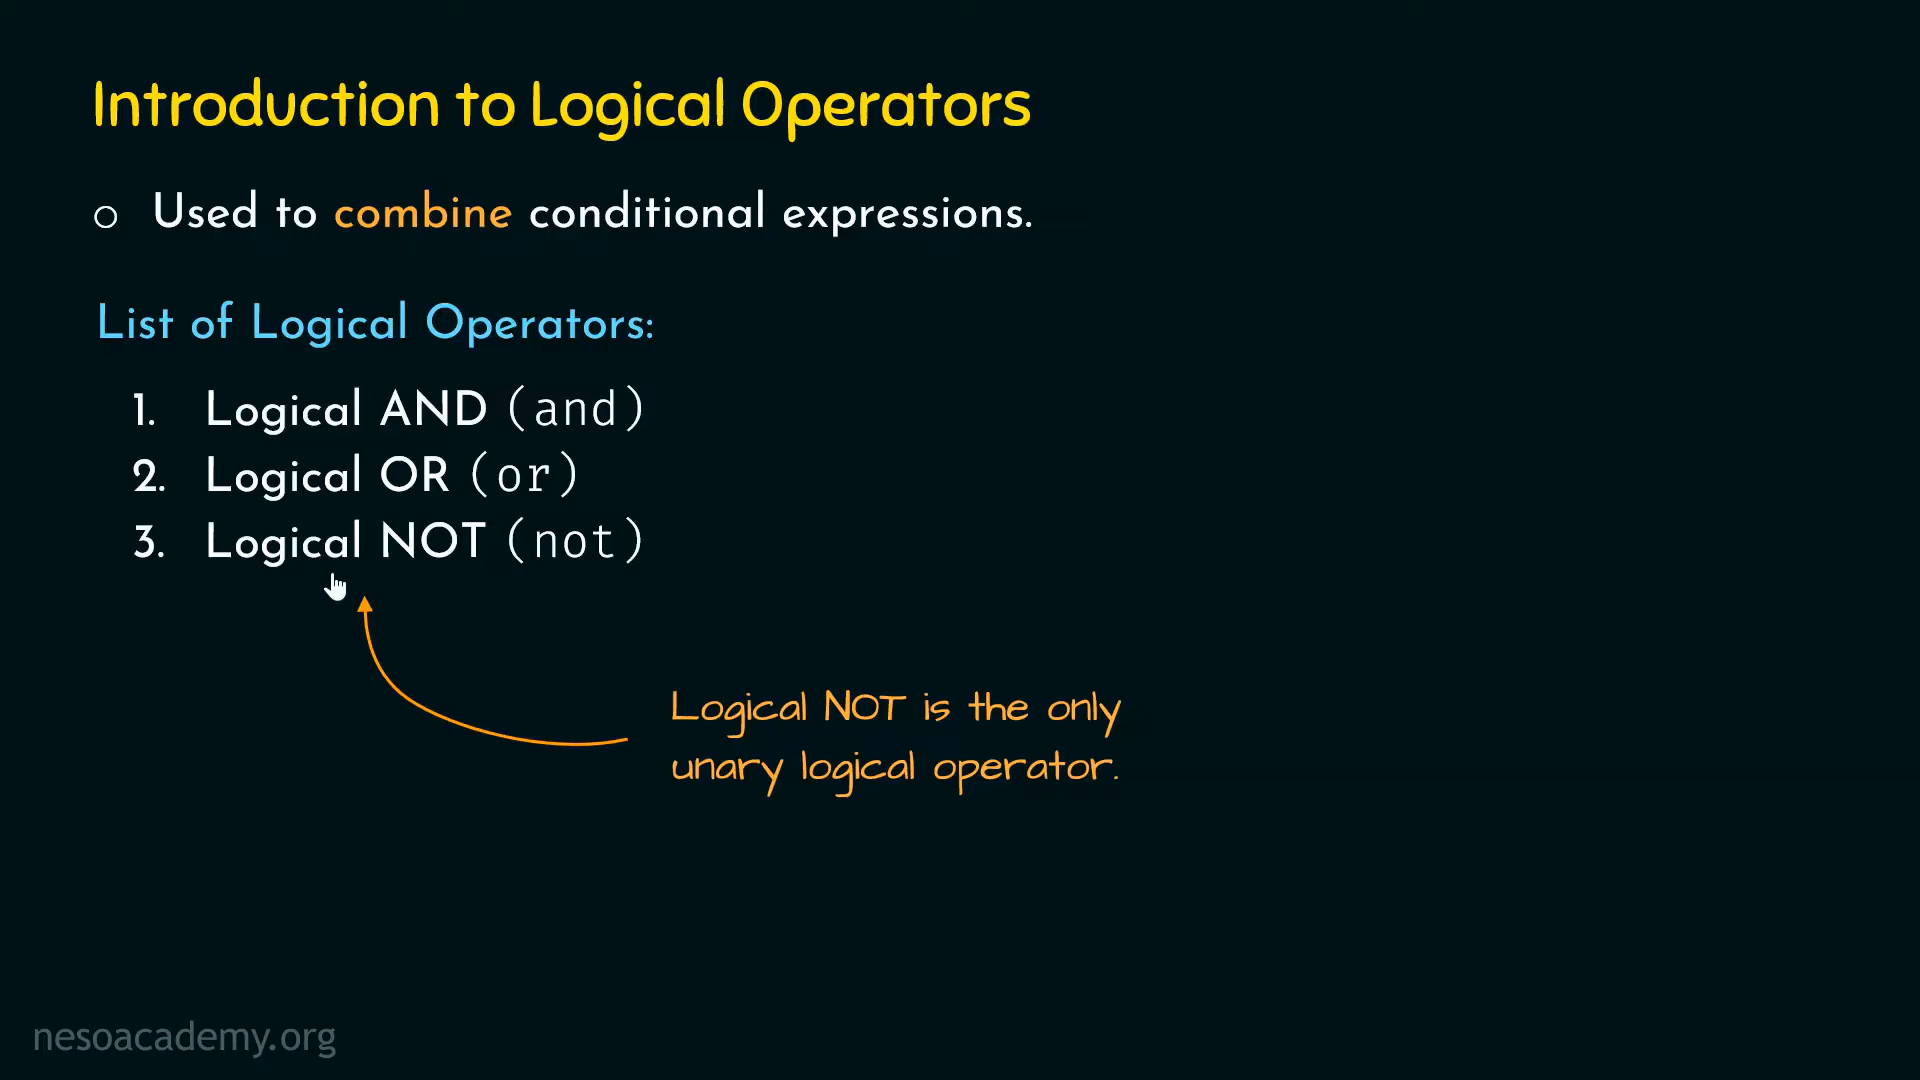 Introduction to Logical Operators
o Used to combine conditional expressions.
List of Logical Operators:
1. Logical AND (and)
2. Logical OR (or)
3. Logical NOT (not)
Logical NOT is the only
unary logical operator.
nesoacademy.org